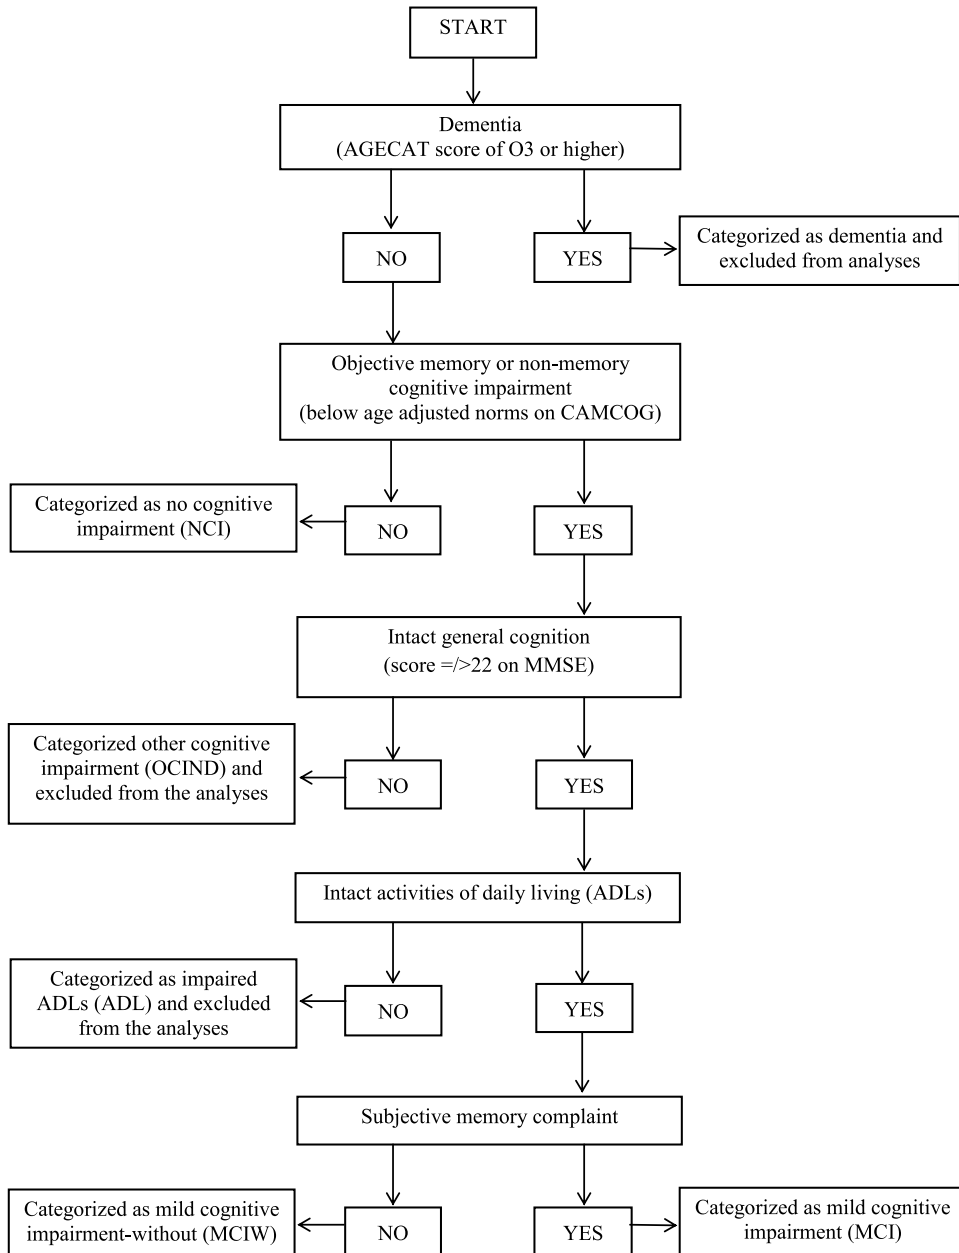 START
Dementia
(AGECAT score of O3 or higher)
NO
YES
Categorized as dementia and
excluded from analyses
Objective memory or non-memory
cognitive impairment
(below age adjusted norms on CAMCOG)
Categorized as no cognitive
impairment (NCI)
NO
YES
Intact general cognition
(score =/>22 on MMSE)
Categorized other cognitive
impairment (OCIND) and
excluded from the analyses
NO
YES
Intact activities of daily living (ADLs)
Categorized as impaired
ADLs (ADL) and excluded
from the analyses
NO
YES
Subjective memory complaint
Categorized as mild cognitive
impairment-without (MCIW)
NO
YES
Categorized as mild cognitive
impairment (MCI)